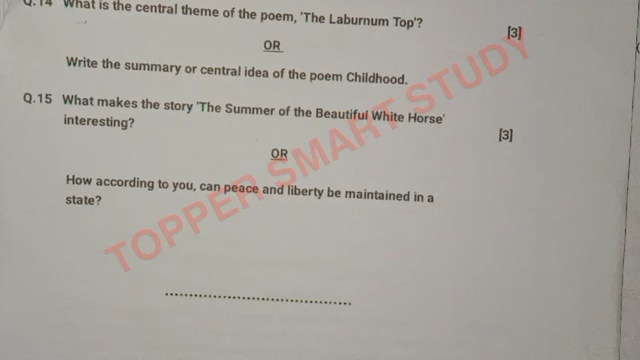 Q.14 What is the central theme of the poem, 'The Laburnum Top'? [3]
OR
Write the summary or central idea of the poem Childhood.
Q.15 What makes the story 'The Summer of the Beautiful White Horse'
interesting? [3]
OR
How according to you, can peace and liberty be maintained in a
state?
TOPPER SMART STUDY
.......................................